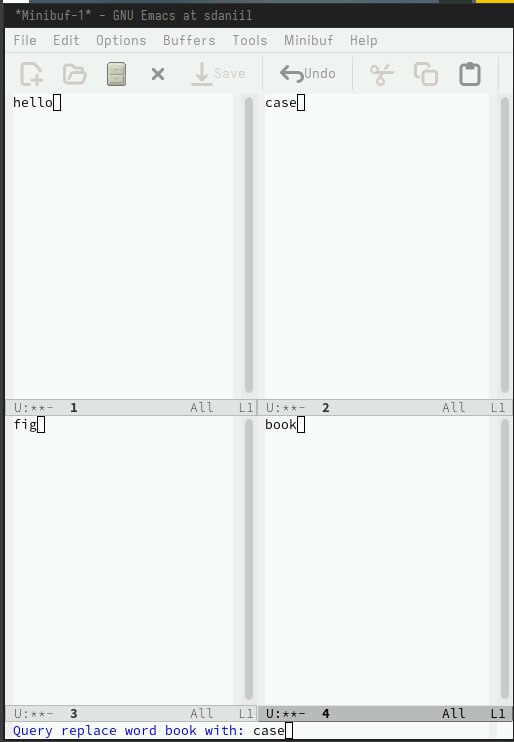 *Minibuf-1* - GNU Emacs at sdaniil
File Edit Options Buffers Tools Minibuf Help
Save Undo
hello
case
U:**- 1 All L1
U:**- 2 All L1
fig
book
U:**- 3 All L1
U:**- 4 All L1
Query replace word book with: case